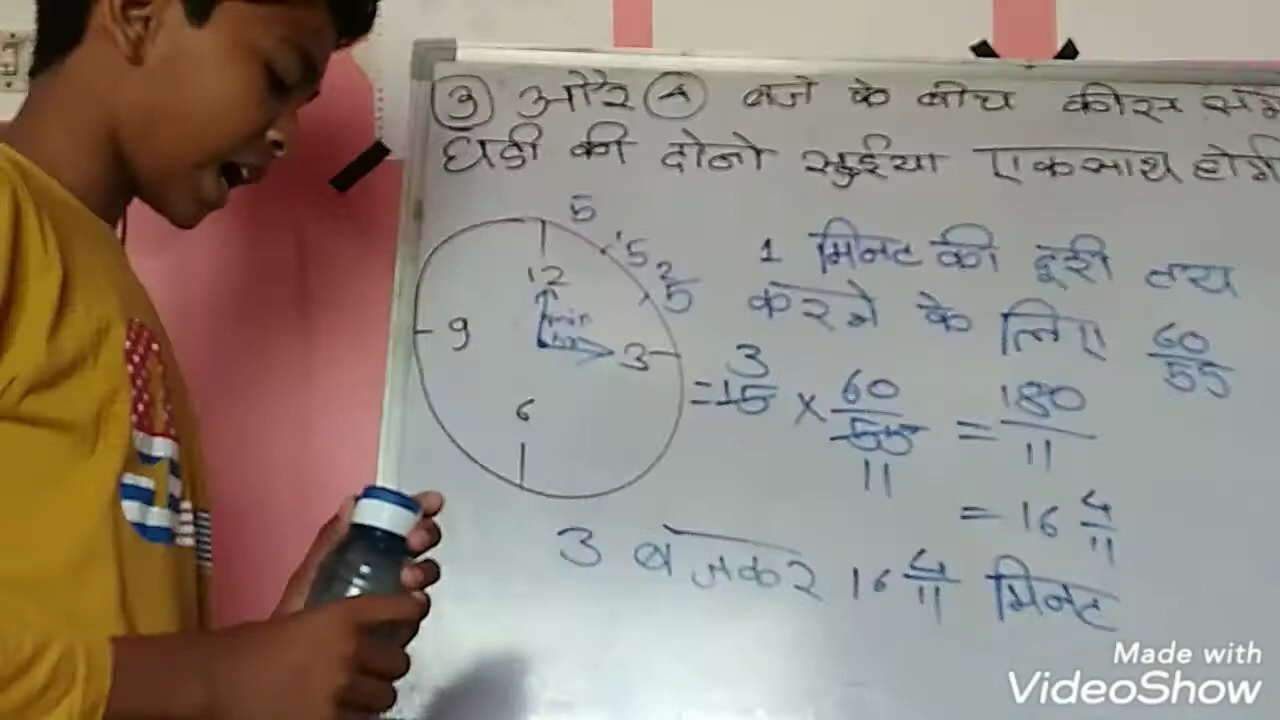 3 और 4 बजे के बीच कीस
घडी की दोनो सुईया एकसाथ होगी
5
5
5
12
9
3
6
min
1 मिनट की दूरी तय
करने के लिए 60/55
= 3 15 × 60/55 11 = 180/11
= 16 4/11
3 बजकर 16 4/11 मिनट
Made with
VideoShow